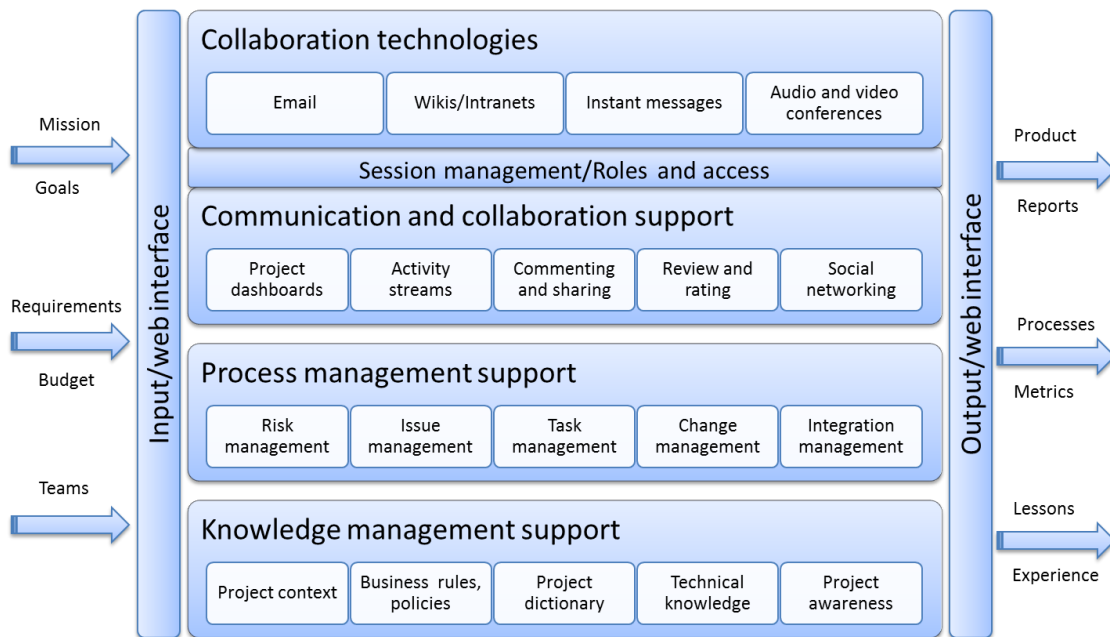 Mission
Goals
Requirements
Budget
Teams
Input/web interface
Collaboration technologies
Email
Wikis/Intranets
Instant messages
Audio and video
conferences
Session management/Roles and access
Communication and collaboration support
Project
dashboards
Activity
streams
Commenting
and sharing
Review and
rating
Social
networking
Process management support
Risk
management
Issue
management
Task
management
Change
management
Integration
management
Knowledge management support
Project context
Business rules,
policies
Project
dictionary
Technical
knowledge
Project
awareness
Output/web interface
Product
Reports
Processes
Metrics
Lessons
Experience